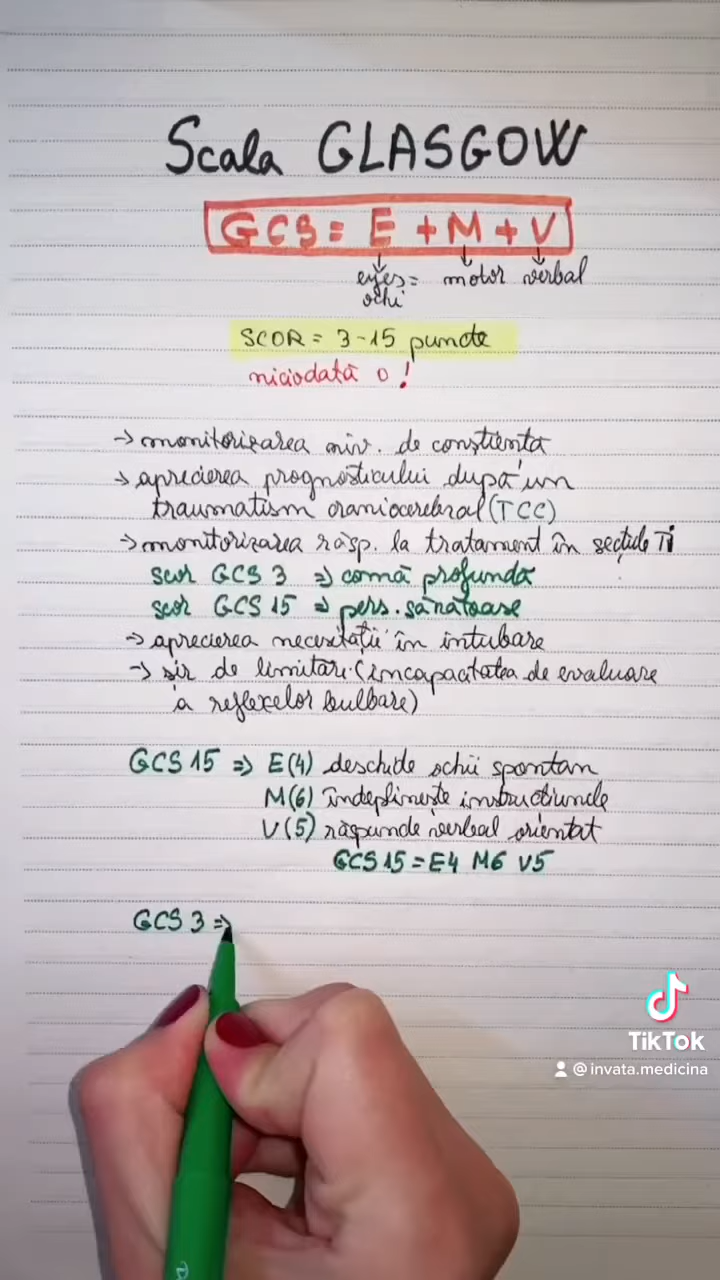 Scala GLASGOW
GCS = E + M + V
eyes = motor verbal
ochi
SCOR = 3-15 puncte
niciodată 0!
→ monitorizarea niv. de conștientă
→ aprecierea prognosticului după un
traumatism craniocerebral (TCC)
→ monitorizarea răsp. la tratament în secțiile TI
scor GCS 3 => comă profundă
scor GCS 15 => pers. sănătoase
→ aprecierea necesității în intubare
→ șir de limitări (incapacitatea de evaluare
a reflexelor bulbare)
GCS 15 => E(4) deschide ochii spontan
M(6) îndeplinește instrucțiunile
V(5) răspunde verbal orientat
GCS 15 = E4 M6 V5
GCS 3 =>
TikTok
@invata.medicina